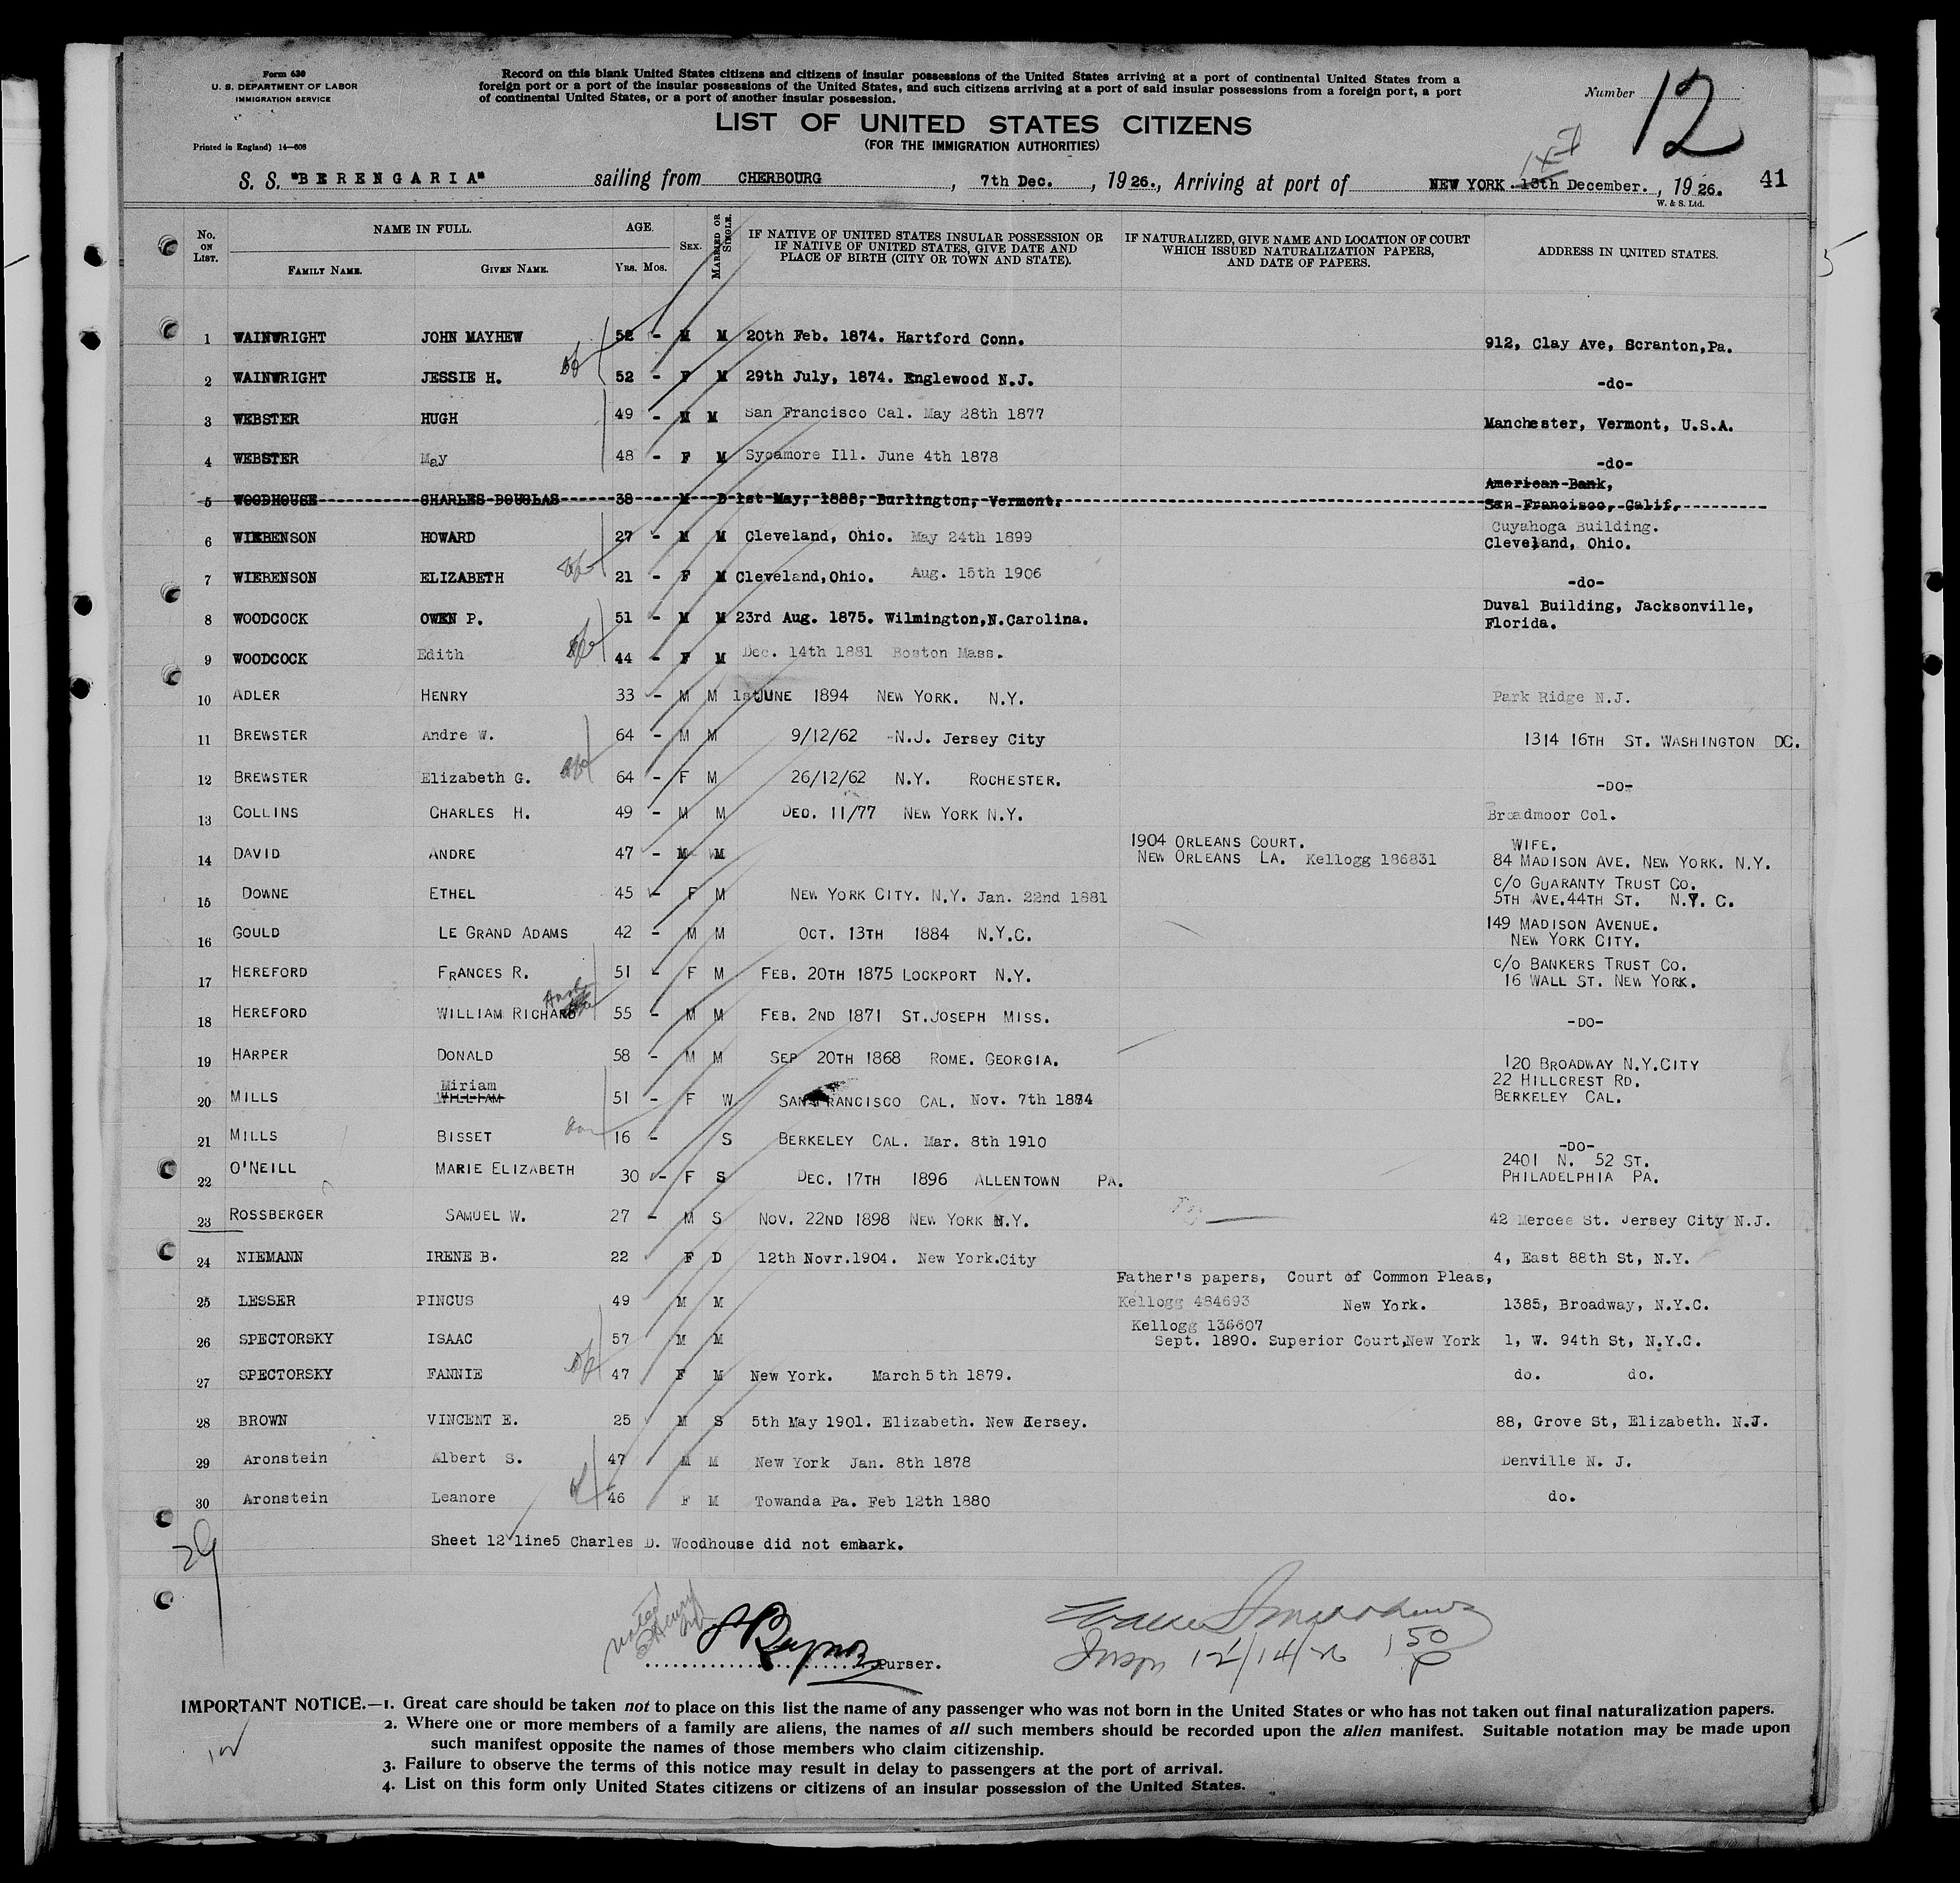 Form 630
U. S. DEPARTMENT OF LABOR
IMMIGRATION SERVICE
Printed in England) 14—608
Record on this blank United States citizens and citizens of insular possessions of the United States arriving at a port of continental United States from a
foreign port or a port of the insular possessions of the United States, and such citizens arriving at a port of said insular possessions from a foreign port, a port
of continental United States, or a port of another insular possession.
Number 12
LIST OF UNITED STATES CITIZENS
(FOR THE IMMIGRATION AUTHORITIES)
S. S. "BERENGARIA" sailing from CHERBOURG, 7th Dec., 1926., Arriving at port of NEW YORK 13th December., 1926. 41
W. & S. Ltd.
No. ON LIST. NAME IN FULL. FAMILY NAME. GIVEN NAME. AGE. YRS. MOS. SEX. MARRIED OR SINGLE. IF NATIVE OF UNITED STATES INSULAR POSSESSION OR IF NATIVE OF UNITED STATES, GIVE DATE AND PLACE OF BIRTH (CITY OR TOWN AND STATE). IF NATURALIZED, GIVE NAME AND LOCATION OF COURT WHICH ISSUED NATURALIZATION PAPERS, AND DATE OF PAPERS. ADDRESS IN UNITED STATES.
1 WAINWRIGHT JOHN MAYHEW 52 - M M 20th Feb. 1874. Hartford Conn. 912, Clay Ave, Scranton,Pa.
2 WAINWRIGHT JESSIE H. 52 - F M 29th July, 1874. Englewood N.J. -do-
3 WEBSTER HUGH 49 - M M San Francisco Cal. May 28th 1877 Manchester, Vermont, U.S.A.
4 WEBSTER May 48 - F M Sycamore Ill. June 4th 1878 -do-
5 WOODHOUSE CHARLES DOUGLAS 38 - M D 1st May, 1888, Burlington, Vermont. American Bank, San Francisco, Calif.
6 WIEBENSON HOWARD 27 - M M Cleveland, Ohio. May 24th 1899 Cuyahoga Building. Cleveland, Ohio.
7 WIEBENSON ELIZABETH 21 - F M Cleveland,Ohio. Aug. 15th 1906 -do-
8 WOODCOCK OWEN P. 51 - M M 23rd Aug. 1875. Wilmington,N.Carolina. Duval Building, Jacksonville, Florida.
9 WOODCOCK Edith 44 - F M Dec. 14th 1881 Boston Mass.
10 ADLER HENRY 33 - M M 1st JUNE 1894 NEW YORK. N.Y. Park Ridge N.J.
11 BREWSTER Andre W. 64 - M M 9/12/62 -N.J. Jersey City 1314 16TH ST. WASHINGTON DC.
12 BREWSTER Elizabeth G. 64 - F M 26/12/62 N.Y. ROCHESTER. -DO-
13 COLLINS CHARLES H. 49 - M M DEC. 11/77 NEW YORK N.Y. Broadmoor Col.
14 DAVID ANDRE 47 - M M 1904 ORLEANS COURT. NEW ORLEANS LA. Kellogg 186831 WIFE. 84 MADISON AVE. NEW YORK. N.Y.
15 DOWNE ETHEL 45 - F M NEW YORK CITY. N.Y. Jan. 22nd 1881 C/O GUARANTY TRUST CO. 5TH AVE.44TH ST. N.Y. C.
16 GOULD LE GRAND ADAMS 42 - M M OCT. 13TH 1884 N.Y.C. 149 MADISON AVENUE. NEW YORK CITY.
17 HEREFORD FRANCES R. 51 - F M FEB. 20TH 1875 LOCKPORT N.Y. C/O BANKERS TRUST CO. 16 WALL ST. NEW YORK.
18 HEREFORD WILLIAM RICHARD 55 - M M FEB. 2ND 1871 ST.JOSEPH MISS. -DO-
19 HARPER DONALD 58 - M M SEP 20TH 1868 ROME. GEORGIA. 120 BROADWAY N.Y.CITY
20 MILLS Miriam WILLIAM 51 - F W SAN FRANCISCO CAL. Nov. 7th 1874 22 HILLCREST RD. BERKELEY CAL.
21 MILLS BISSET 16 - S BERKELEY CAL. Mar. 8th 1910 -DO-
22 O'NEILL MARIE ELIZABETH 30 - F S DEC. 17TH 1896 ALLENTOWN PA. 2401 N. 52 ST. PHILADELPHIA PA.
23 ROSSBERGER SAMUEL W. 27 - M S NOV. 22ND 1898 NEW YORK N.Y. 42 Mercee St. Jersey City N.J.
24 NIEMANN IRENE B. 22 F D 12th Novr.1904. New York.City 4, East 88th St, N.Y.
25 LESSER PINCUS 49 M M Father's papers, Court of Common Pleas, Kellogg 484693 New York. 1385, Broadway, N.Y.C.
26 SPECTORSKY ISAAC 57 M M Kellogg 136607 Sept. 1890. Superior Court,New York 1, W. 94th St, N.Y.C.
27 SPECTORSKY FANNIE 47 F M New York. March 5 th 1879. do. do.
28 BROWN VINCENT E. 25 M S 5th May 1901. Elizabeth. New Jersey. 88, Grove St, Elizabeth. N.J.
29 Aronstein Albert S. 47 M M New York Jan. 8th 1878 Denville N. J.
30 Aronstein Leanore 46 F M Towanda Pa. Feb 12th 1880 do.
29
Sheet 12 line5 Charles D. Woodhouse did not embark.
noted
Purser.
12/14/26
IMPORTANT NOTICE.—1. Great care should be taken not to place on this list the name of any passenger who was not born in the United States or who has not taken out final naturalization papers.
2. Where one or more members of a family are aliens, the names of all such members should be recorded upon the alien manifest. Suitable notation may be made upon
such manifest opposite the names of those members who claim citizenship.
3. Failure to observe the terms of this notice may result in delay to passengers at the port of arrival.
4. List on this form only United States citizens or citizens of an insular possession of the United States.